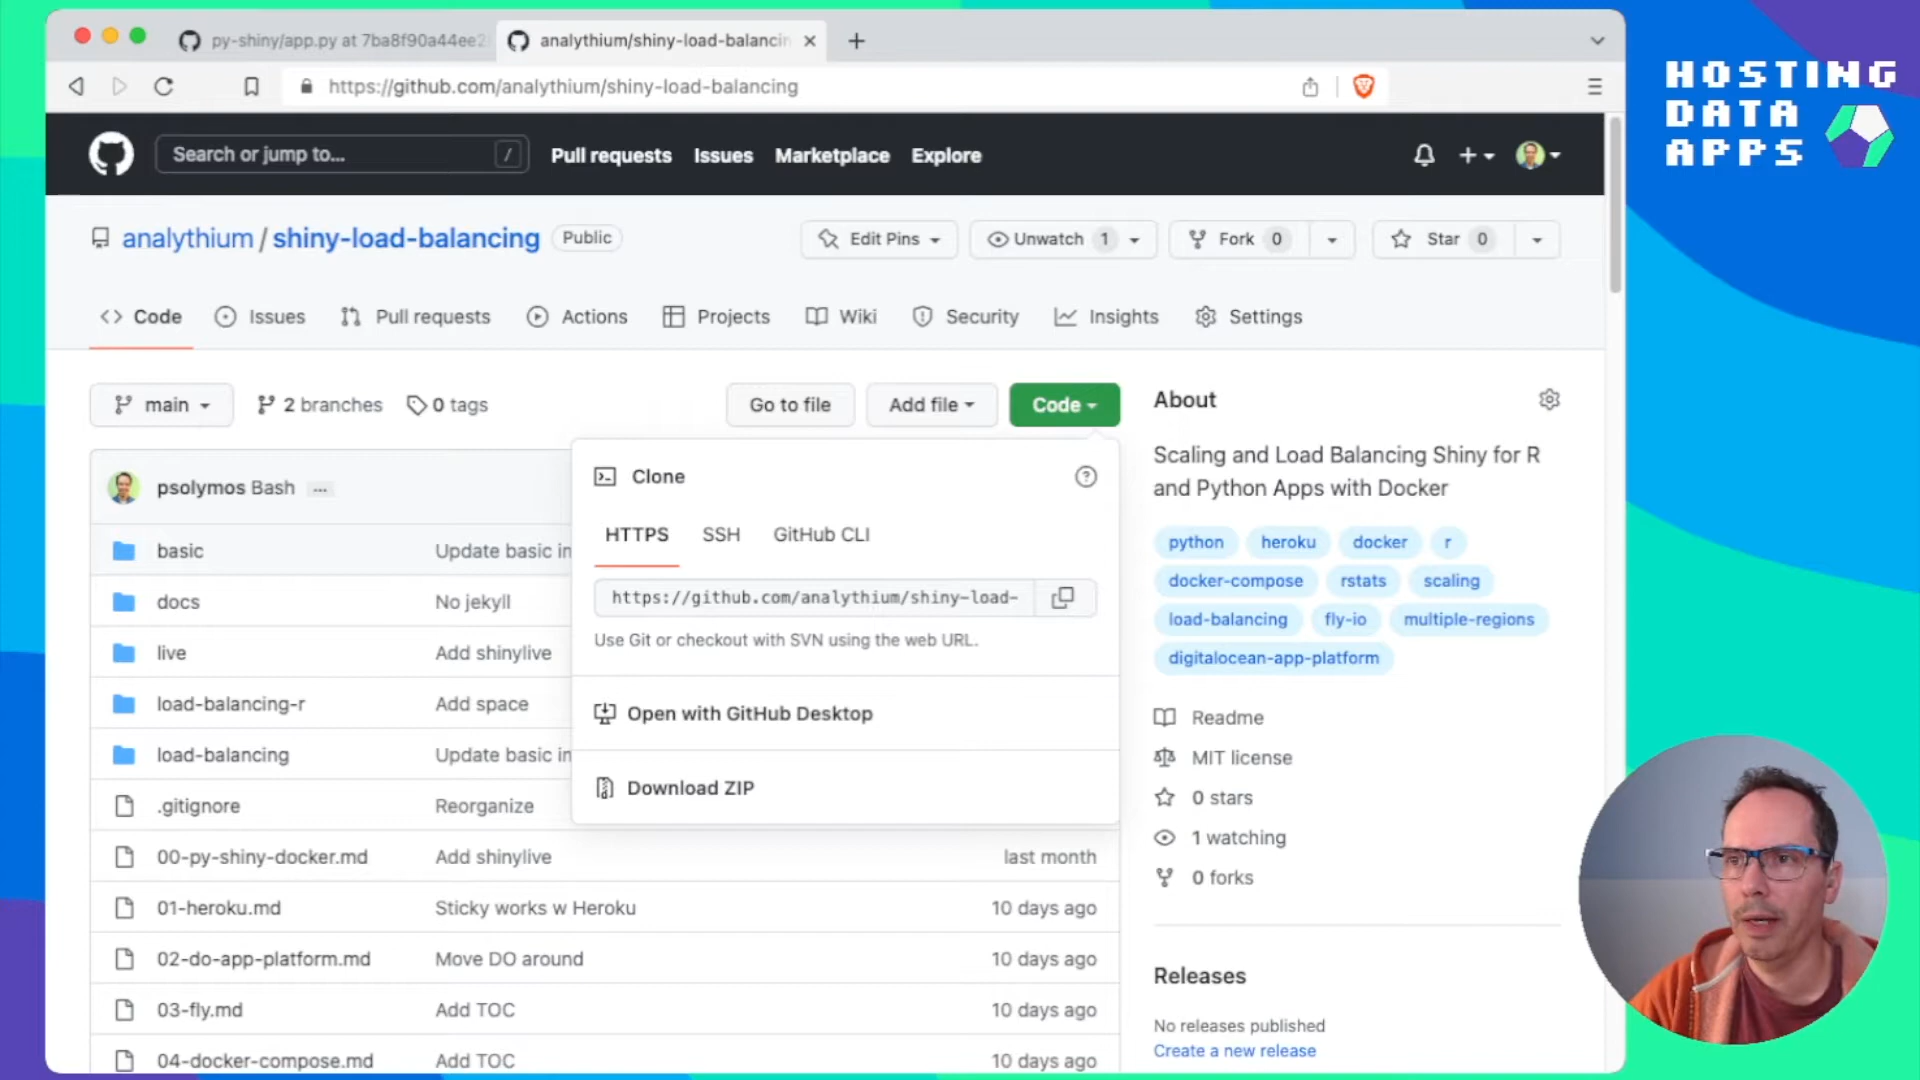 py-shiny/app.py at 7ba8f90a44ee2
analythium/shiny-load-balancin
https://github.com/analythium/shiny-load-balancing
HOSTING
DATA
APPS
Search or jump to...
/
Pull requests
Issues
Marketplace
Explore
analythium / shiny-load-balancing
Public
Edit Pins
Unwatch 1
Fork 0
Star 0
Code
Issues
Pull requests
Actions
Projects
Wiki
Security
Insights
Settings
main
2 branches
0 tags
Go to file
Add file
Code
About
Scaling and Load Balancing Shiny for R
and Python Apps with Docker
python
heroku
docker
r
docker-compose
rstats
scaling
load-balancing
fly-io
multiple-regions
digitalocean-app-platform
Readme
MIT license
0 stars
1 watching
0 forks
Releases
No releases published
Create a new release
Clone
HTTPS
SSH
GitHub CLI
https://github.com/analythium/shiny-load-
Use Git or checkout with SVN using the web URL.
Open with GitHub Desktop
Download ZIP
psolymos Bash ...
basic Update basic in
docs No jekyll
live Add shinylive
load-balancing-r Add space
load-balancing Update basic in
.gitignore Reorganize
00-py-shiny-docker.md Add shinylive last month
01-heroku.md Sticky works w Heroku 10 days ago
02-do-app-platform.md Move DO around 10 days ago
03-fly.md Add TOC 10 days ago
04-docker-compose.md Add TOC 10 days ago